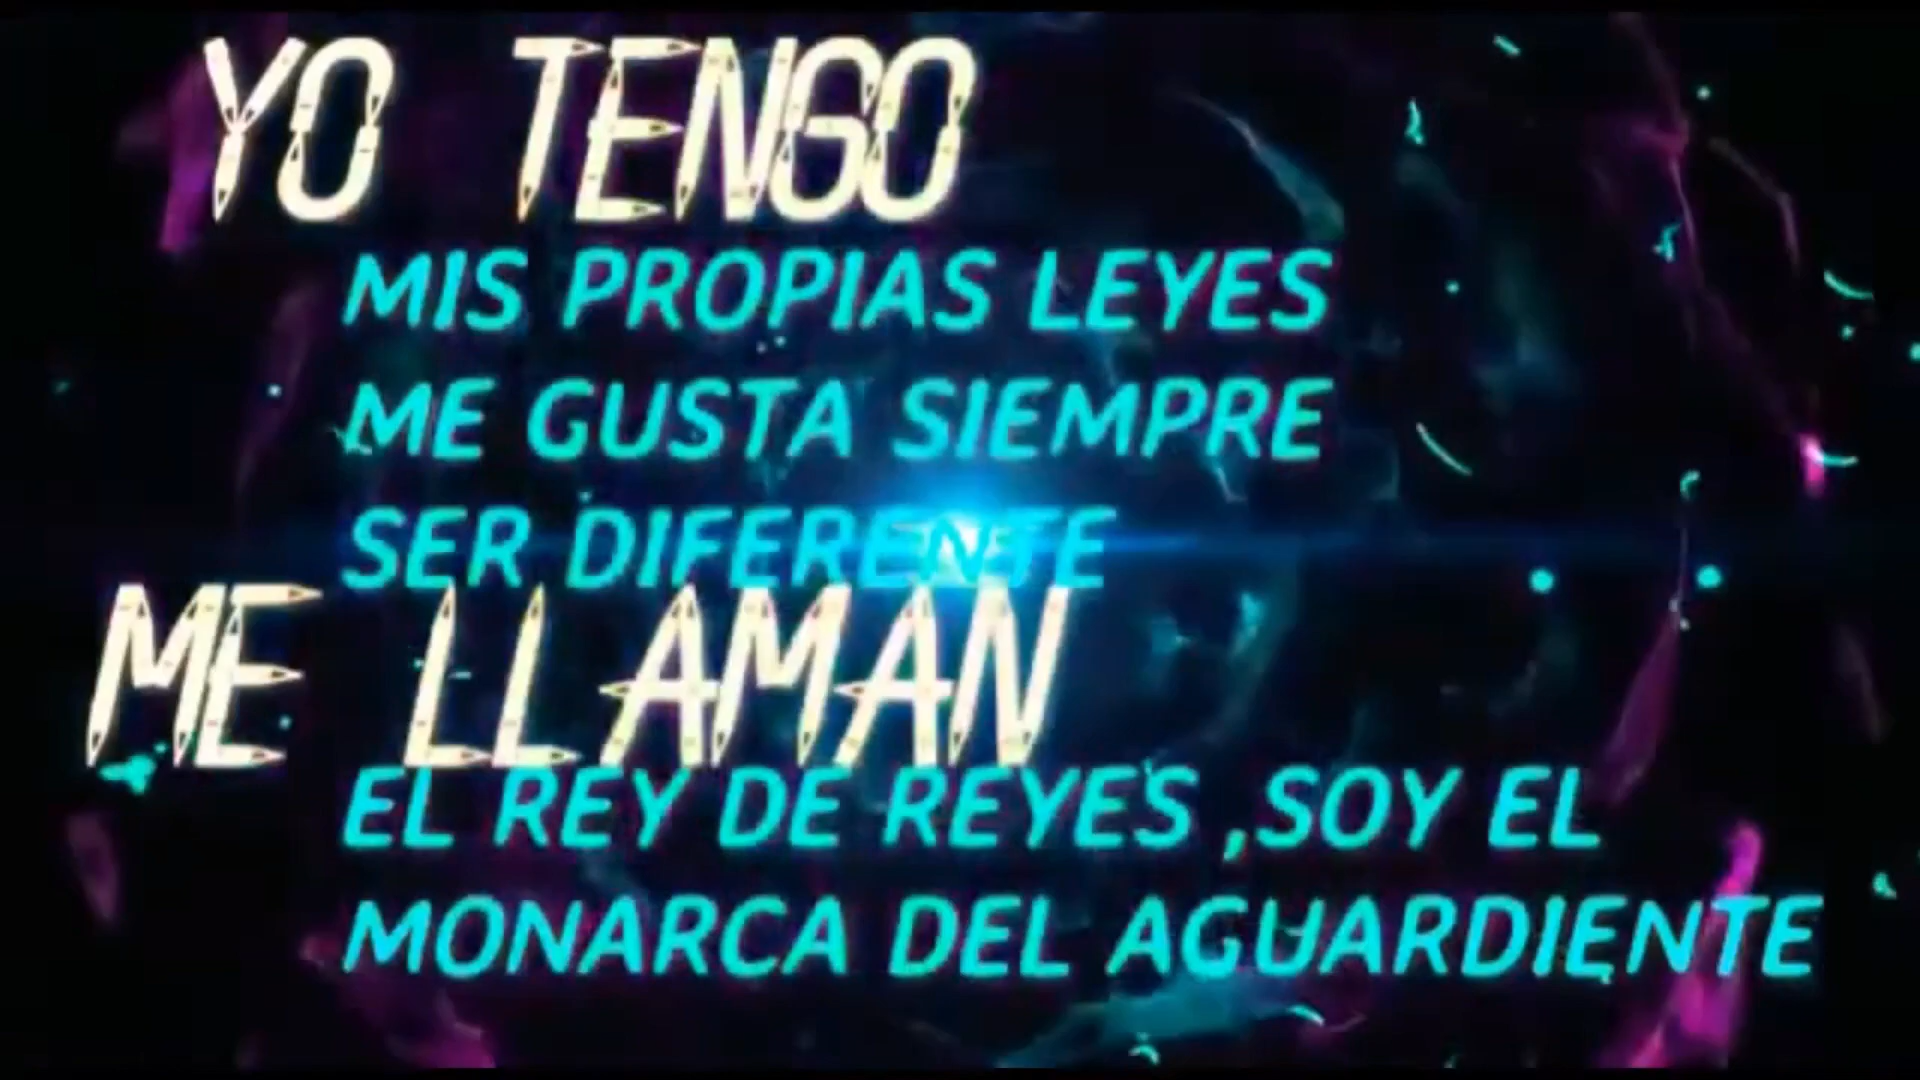 YO TENGO
MIS PROPIAS LEYES
ME GUSTA SIEMPRE
SER DIFERENTE
ME LLAMAN
EL REY DE REYES ,SOY EL
MONARCA DEL AGUARDIENTE